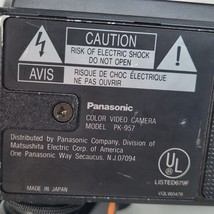 CAUTION
RISK OF ELECTRIC SHOCK
DO NOT OPEN
AVIS
RISQUE DE CHOC ÉLECTRIQUE
NE PAS OUVRIR
Panasonic
COLOR VIDEO CAMERA
MODEL PK-957
Distributed by Panasonic Company, Division of
Matsushita Electric Corp. of America
One Panasonic Way Secaucus, N.J.07094
UL
LISTED679F
MADE IN JAPAN